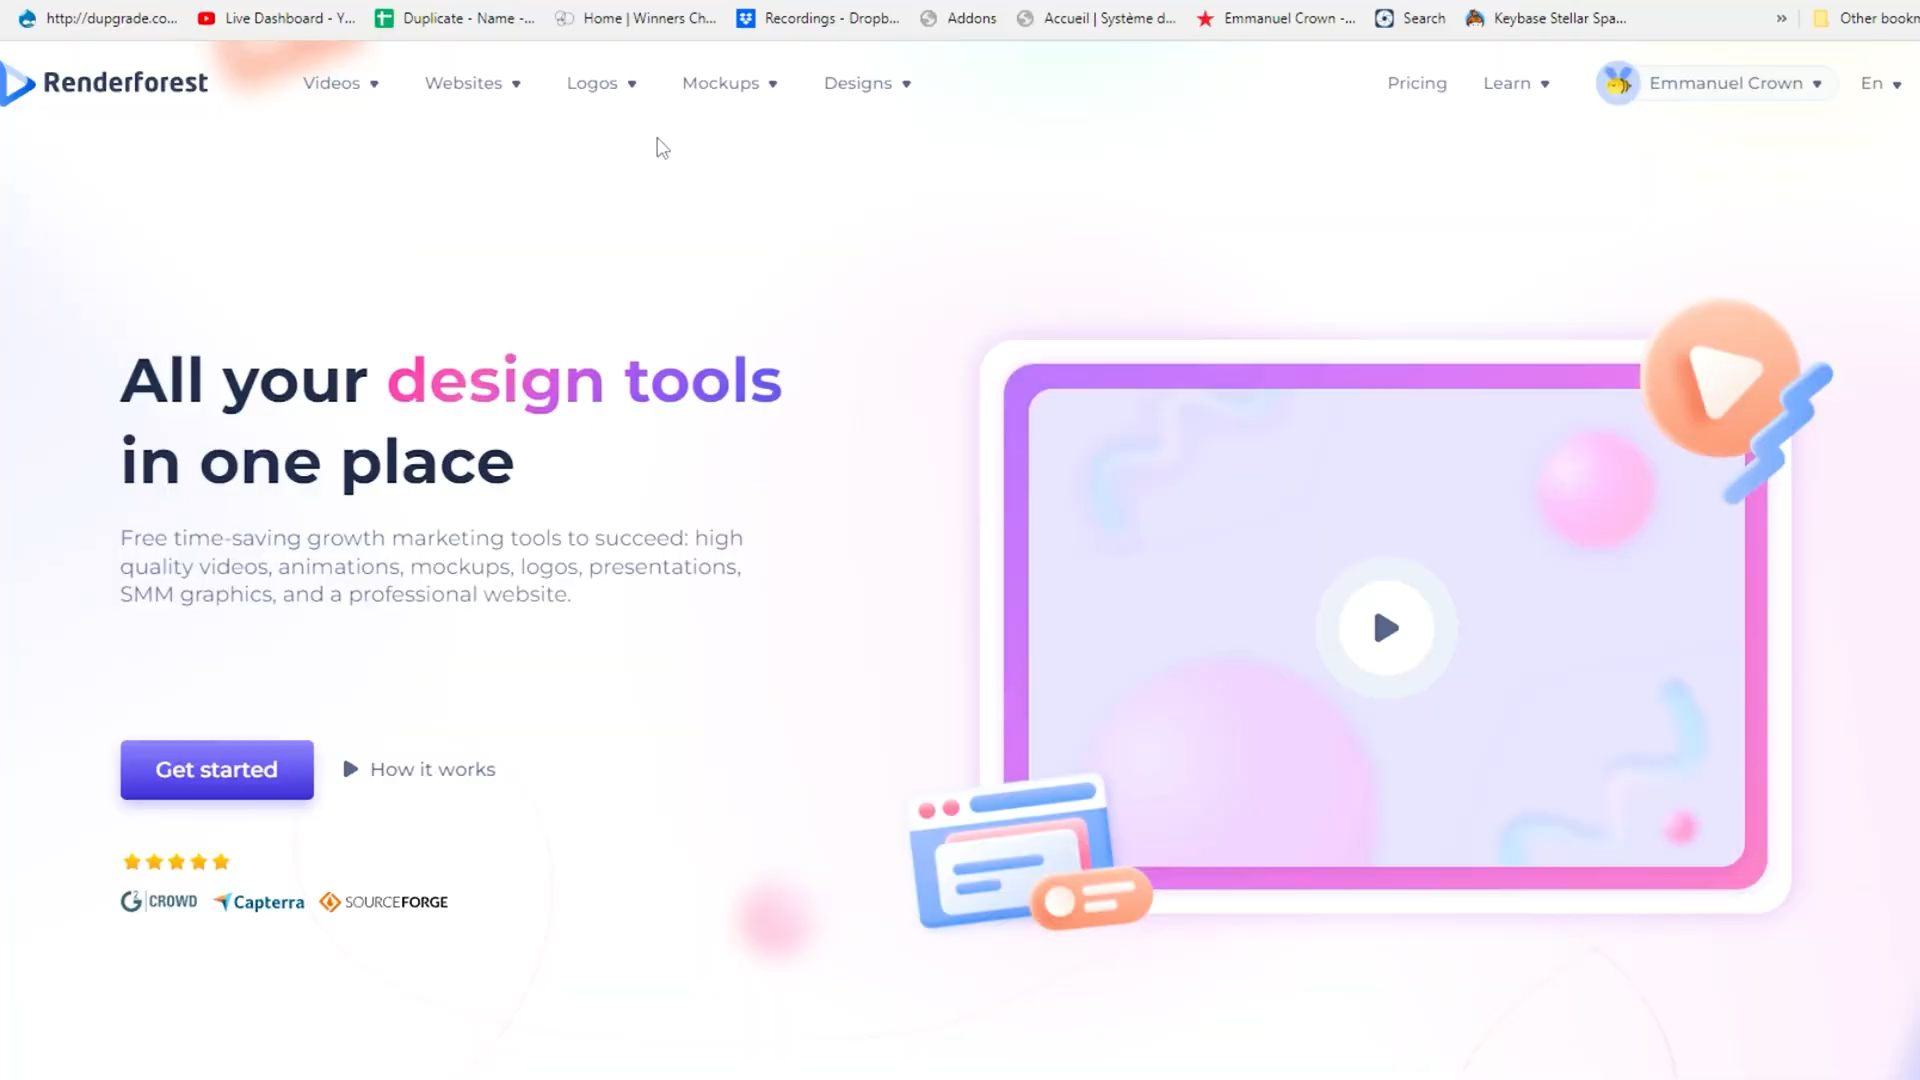 http://dupgrade.co... Live Dashboard - Y... Duplicate - Name -... Home | Winners Ch... Recordings - Dropb... Addons Accueil | Système d... Emmanuel Crown -... Search Keybase Stellar Spa... » Other bookn
Renderforest Videos Websites Logos Mockups Designs Pricing Learn Emmanuel Crown En
All your design tools
in one place
Free time-saving growth marketing tools to succeed: high
quality videos, animations, mockups, logos, presentations,
SMM graphics, and a professional website.
Get started How it works
G2 CROWD Capterra SOURCEFORGE